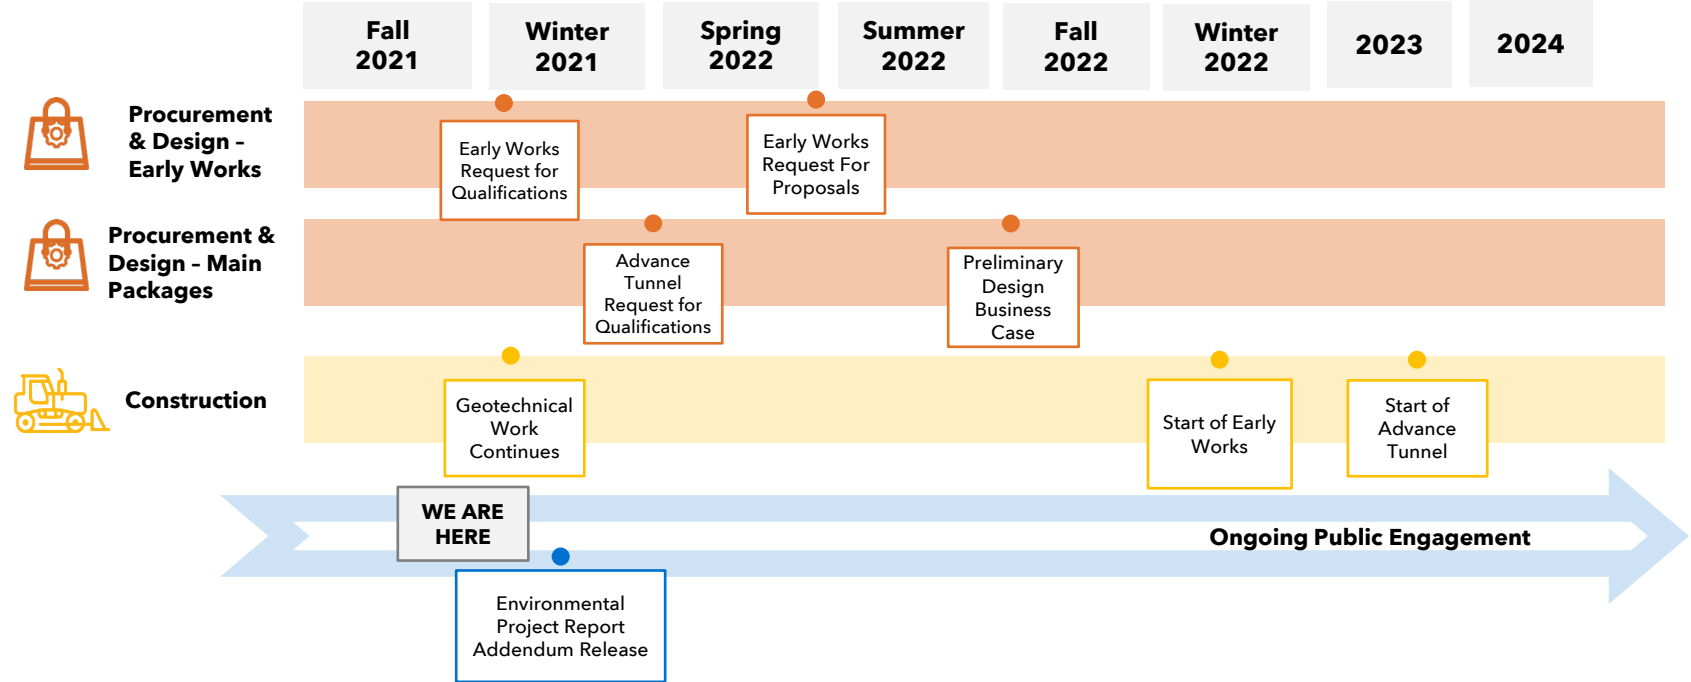 Fall
2021
Winter
2021
Spring
2022
Summer
2022
Fall
2022
Winter
2022
2023
2024
Procurement
& Design –
Early Works
Early Works
Request for
Qualifications
Early Works
Request For
Proposals
Procurement &
Design – Main
Packages
Advance
Tunnel
Request for
Qualifications
Preliminary
Design
Business
Case
Construction
Geotechnical
Work
Continues
Start of Early
Works
Start of
Advance
Tunnel
WE ARE
HERE
Ongoing Public Engagement
Environmental
Project Report
Addendum Release